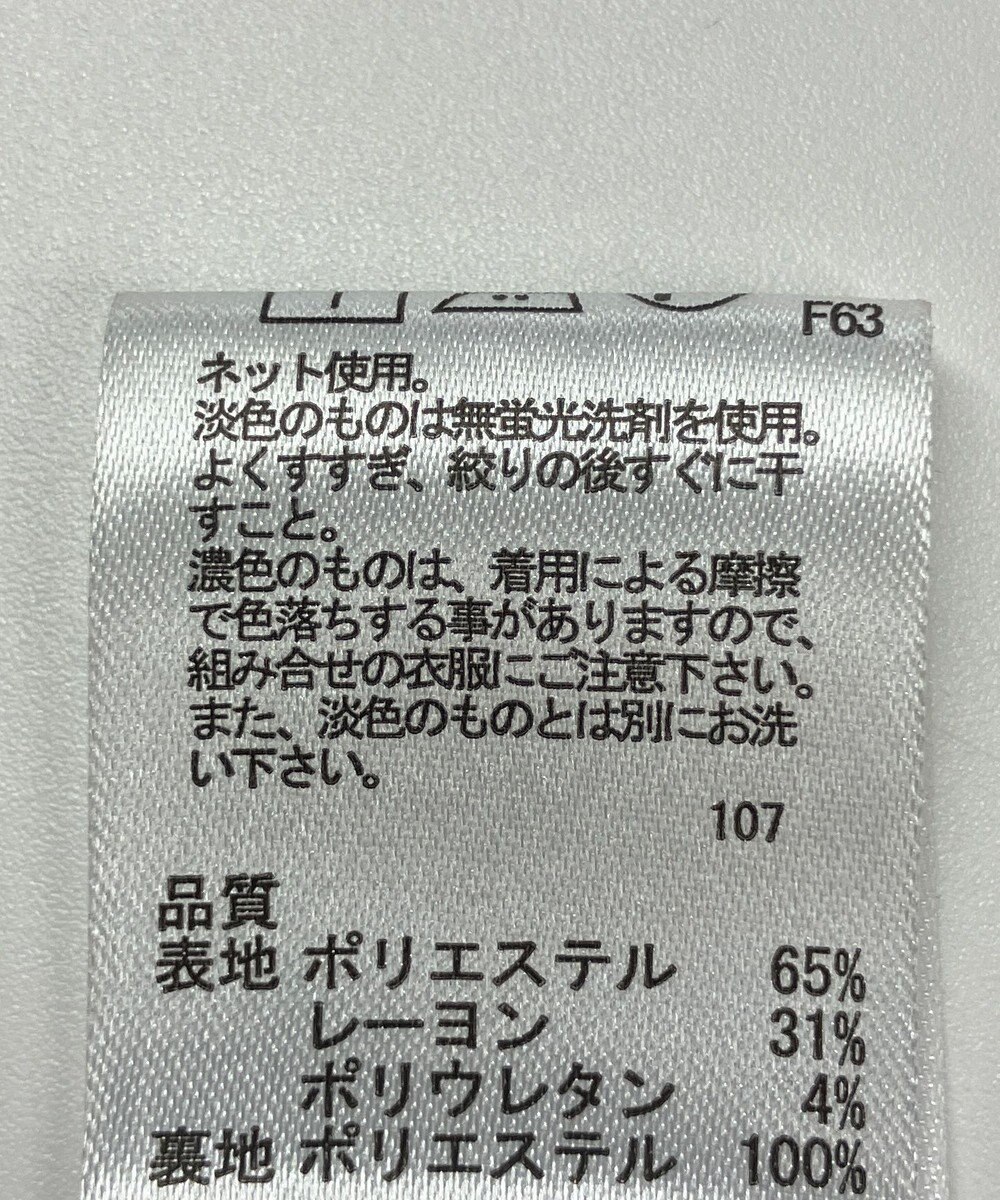 F63
ネット使用。
淡色のものは無蛍光洗剤を使用。
よくすすぎ、絞りの後すぐに干
すこと。
濃色のものは、着用による摩擦
で色落ちする事がありますので、
組み合せの衣服にご注意下さい。
また、淡色のものとは別にお洗
い下さい。
107
品質
表地 ポリエステル 65%
レーヨン 31%
ポリウレタン 4%
裏地 ポリエステル 100%